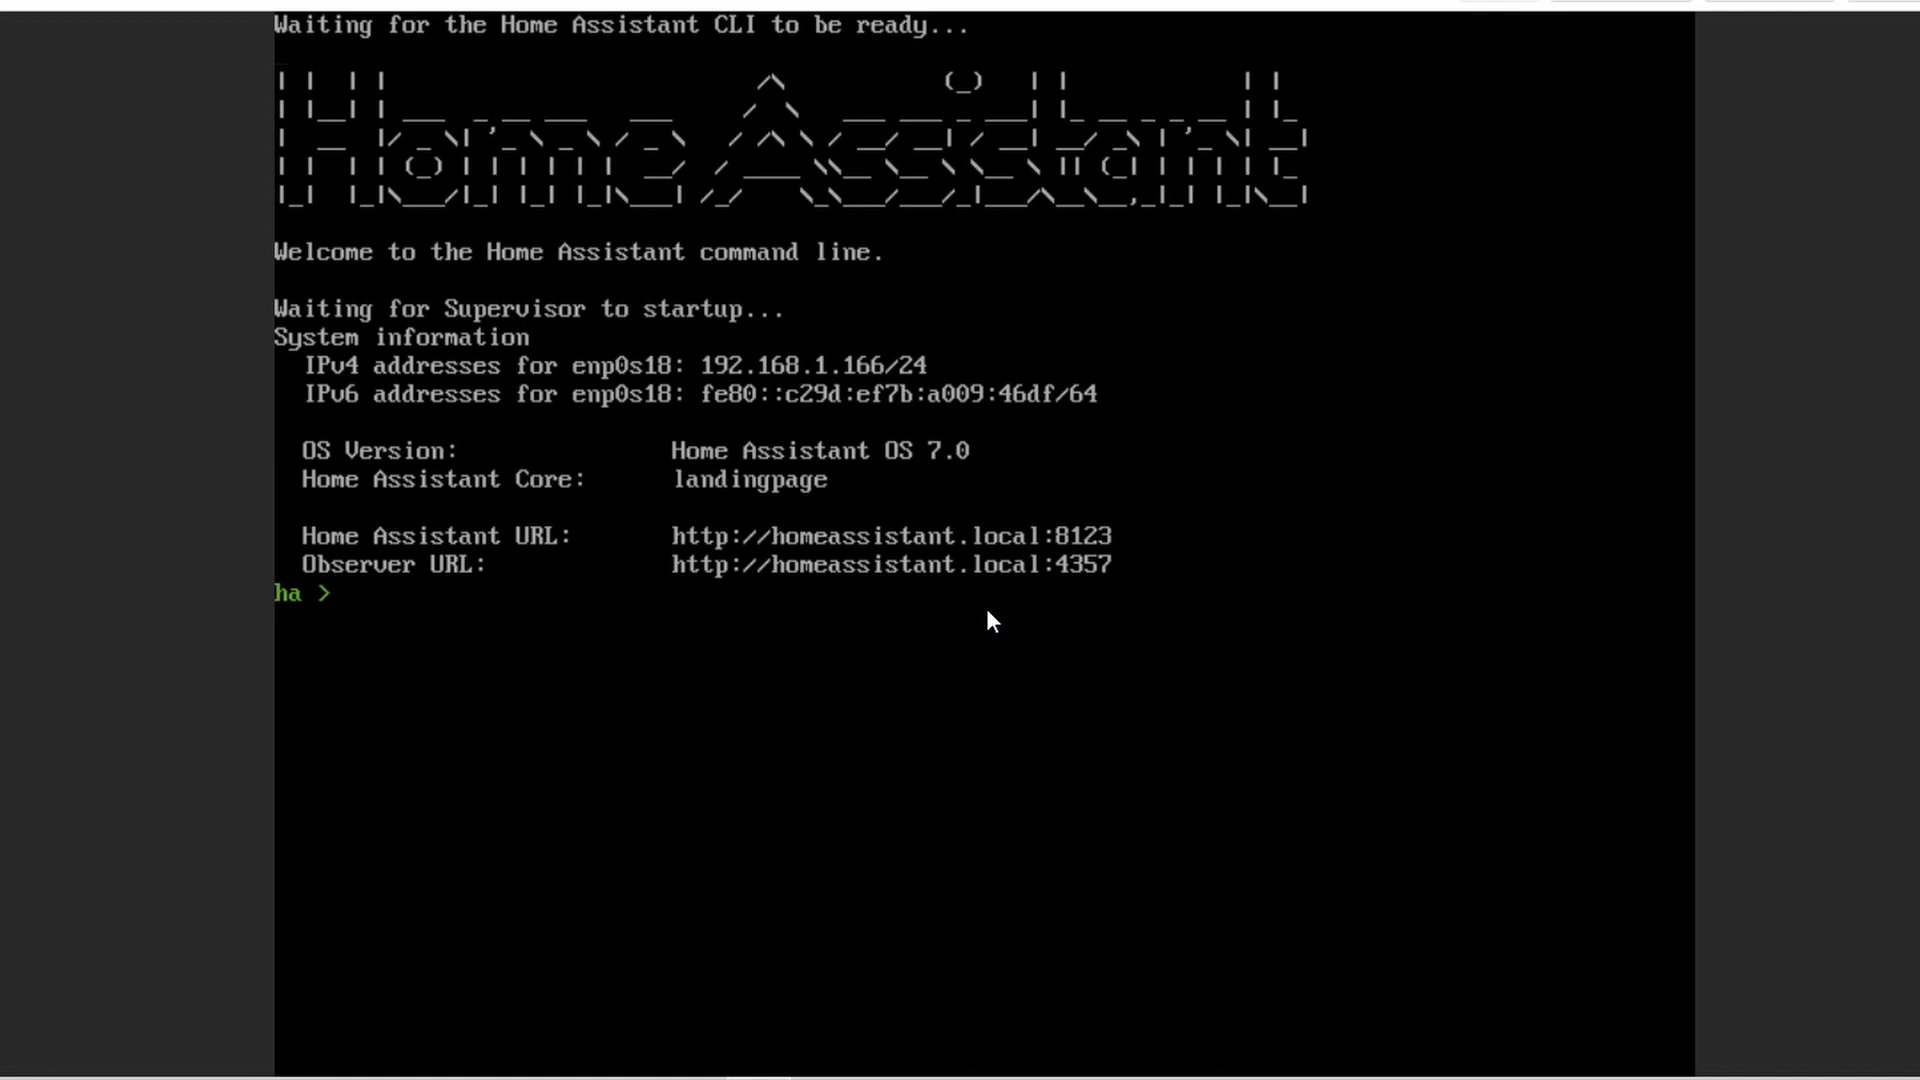 Waiting for the Home Assistant CLI to be ready...
Home Assistant
Welcome to the Home Assistant command line.
Waiting for Supervisor to startup...
System information
IPv4 addresses for enp0s18: 192.168.1.166/24
IPv6 addresses for enp0s18: fe80::c29d:ef7b:a009:46df/64
OS Version: Home Assistant OS 7.0
Home Assistant Core: landingpage
Home Assistant URL: http://homeassistant.local:8123
Observer URL: http://homeassistant.local:4357
ha >